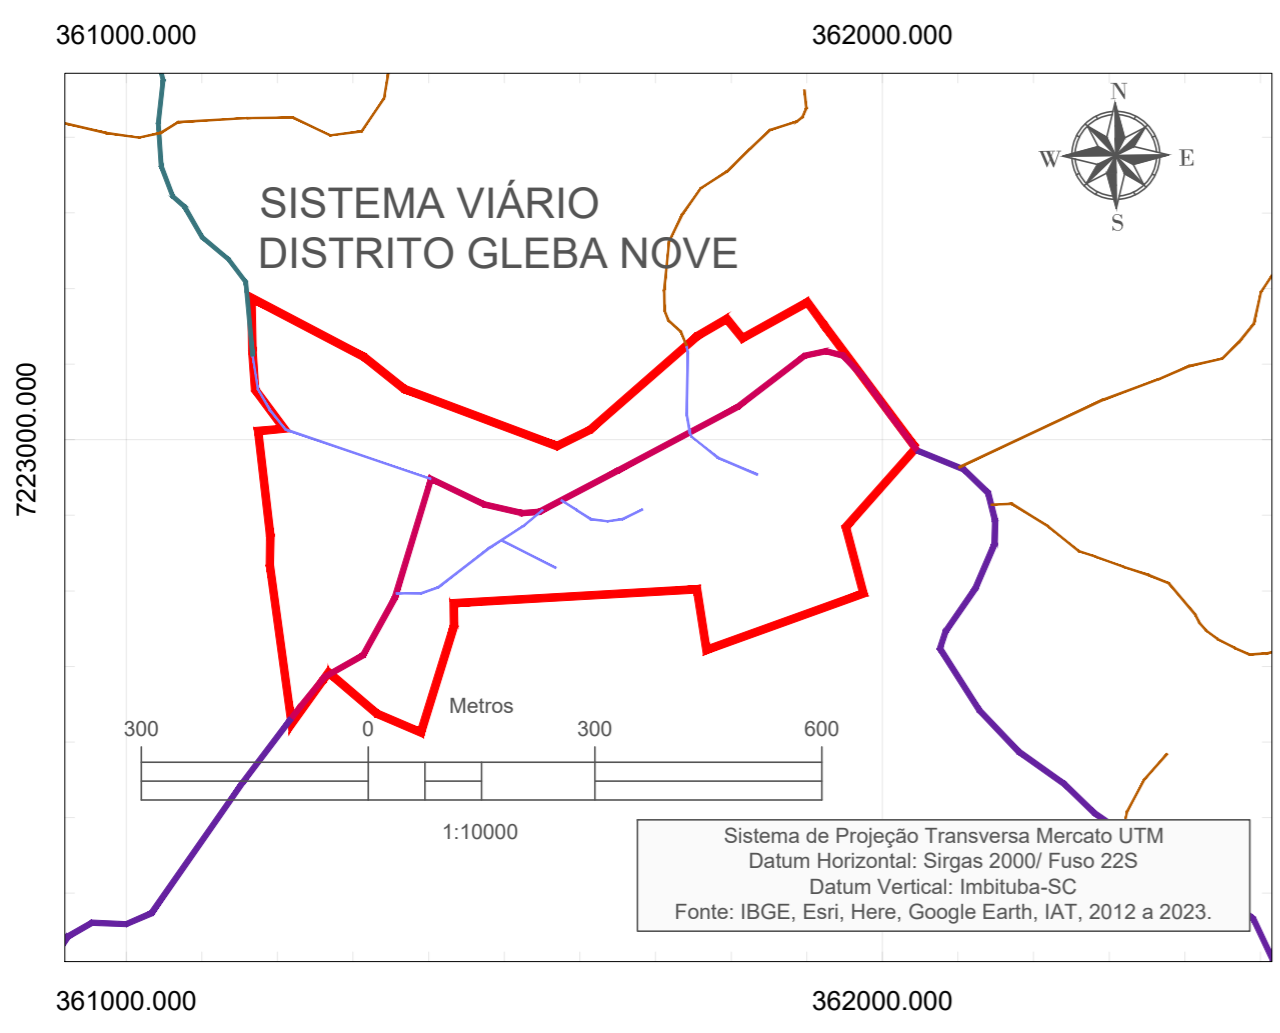 361000.000
362000.000
N
W
E
S
SISTEMA VIÁRIO
DISTRITO GLEBA NOVE
7223000.000
Metros
300
0
300
600
1:10000
Sistema de Projeção Transversa Mercato UTM
Datum Horizontal: Sirgas 2000/ Fuso 22S
Datum Vertical: Imbituba-SC
Fonte: IBGE, Esri, Here, Google Earth, IAT, 2012 a 2023.
361000.000
362000.000